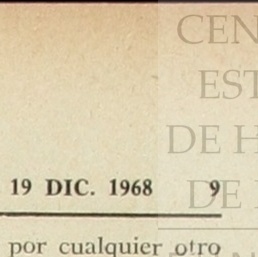 CEN
EST
DE H
DE
19 DIC. 1968 9
por cualquier otro